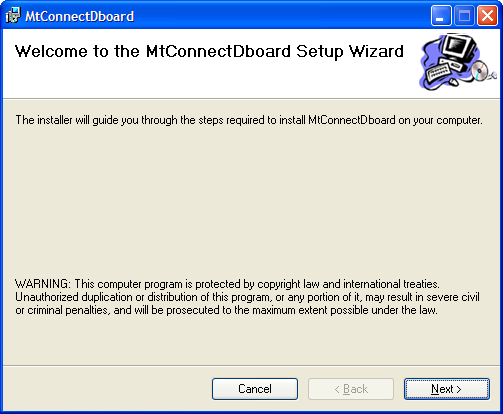 MtConnectDboard
Welcome to the MtConnectDboard Setup Wizard
The installer will guide you through the steps required to install MtConnectDboard on your computer.
WARNING: This computer program is protected by copyright law and international treaties.
Unauthorized duplication or distribution of this program, or any portion of it, may result in severe civil
or criminal penalties, and will be prosecuted to the maximum extent possible under the law.
Cancel
< Back
Next >